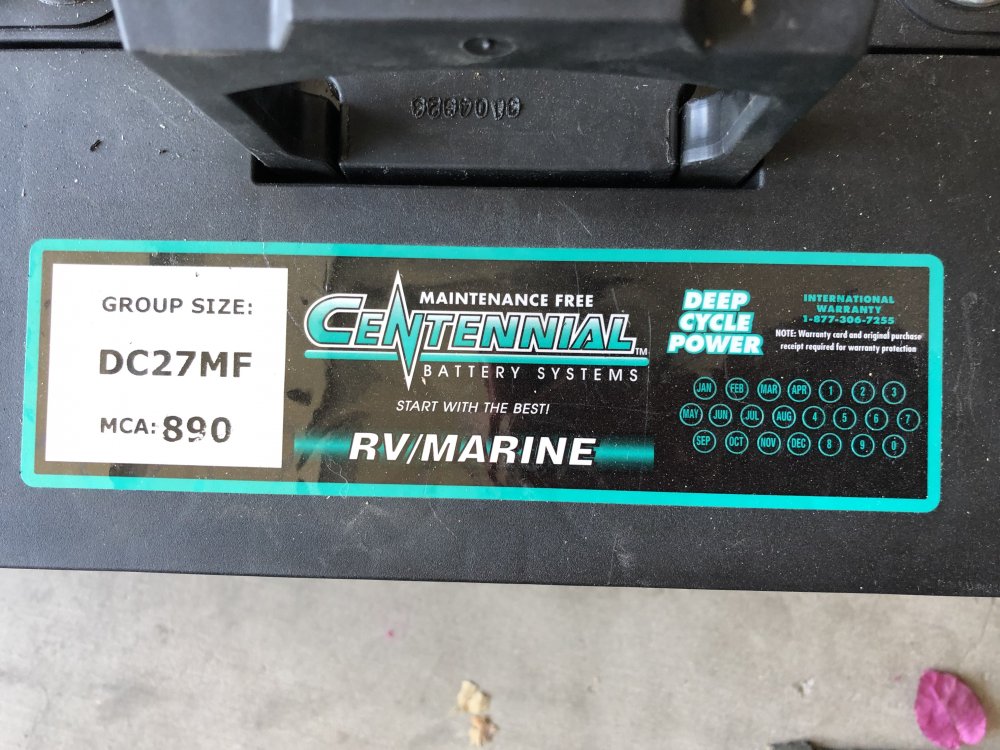 GROUP SIZE:
DC27MF
MCA: 890
MAINTENANCE FREE
CENTENNIAL™
BATTERY SYSTEMS
START WITH THE BEST!
RV/MARINE
DEEP
CYCLE
POWER
INTERNATIONAL
WARRANTY
1-877-306-7255
NOTE: Warranty card and original purchase
receipt required for warranty protection
JAN FEB MAR APR 1 2 3
MAY JUN JUL AUG 4 5 6 7
SEP OCT NOV DEC 8 9 0